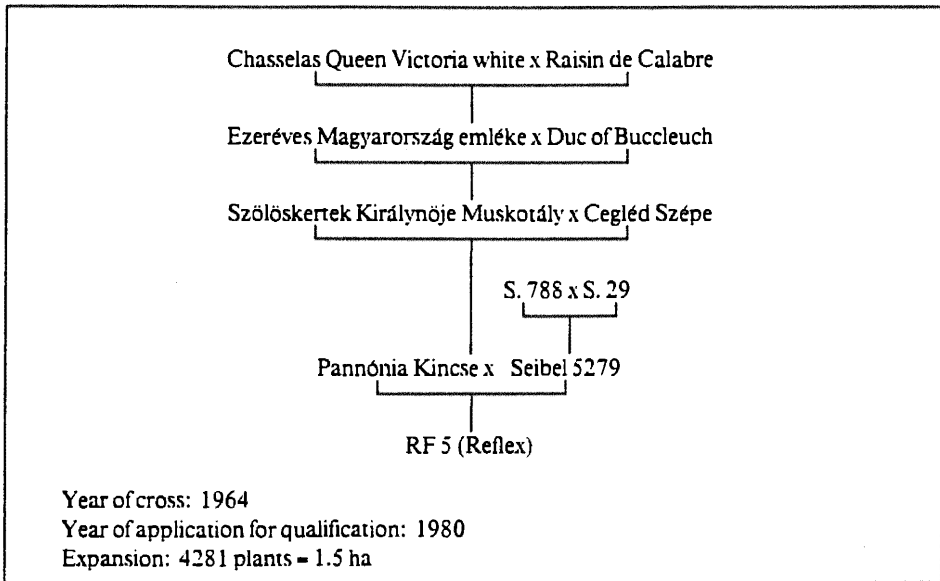 Chasselas Queen Victoria white x Raisin de Calabre
Ezeréves Magyarország emléke x Duc of Buccleuch
Szölöskertek Királynöje Muskotály x Cegléd Szépe
S. 788 x S. 29
Pannónia Kincse x Seibel 5279
RF 5 (Reflex)
Year of cross: 1964
Year of application for qualification: 1980
Expansion: 4281 plants = 1.5 ha